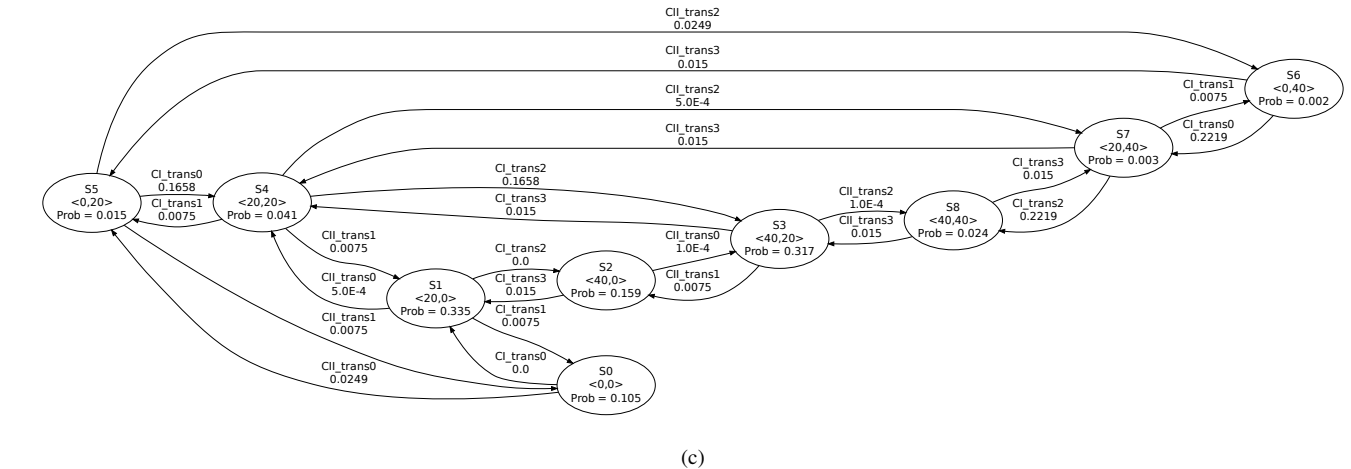 CII_trans2
0.0249
CII_trans3
0.015
S6
<0,40>
Prob = 0.002
CI_trans1
0.0075
CI_trans0
0.2219
CII_trans2
5.0E-4
CII_trans3
0.015
S7
<20,40>
Prob = 0.003
S5
<0,20>
Prob = 0.015
CI_trans0
0.1658
CI_trans1
0.0075
S4
<20,20>
Prob = 0.041
CI_trans2
0.1658
CI_trans3
0.015
CI_trans3
0.015
CI_trans2
0.2219
CII_trans2
1.0E-4
CII_trans3
0.015
S8
<40,40>
Prob = 0.024
S3
<40,20>
Prob = 0.317
CII_trans1
0.0075
CII_trans0
5.0E-4
CI_trans2
0.0
CI_trans3
0.015
CII_trans0
1.0E-4
CII_trans1
0.0075
S2
<40,0>
Prob = 0.159
S1
<20,0>
Prob = 0.335
CI_trans1
0.0075
CI_trans0
0.0
CII_trans1
0.0075
CII_trans0
0.0249
S0
<0,0>
Prob = 0.105
(c)